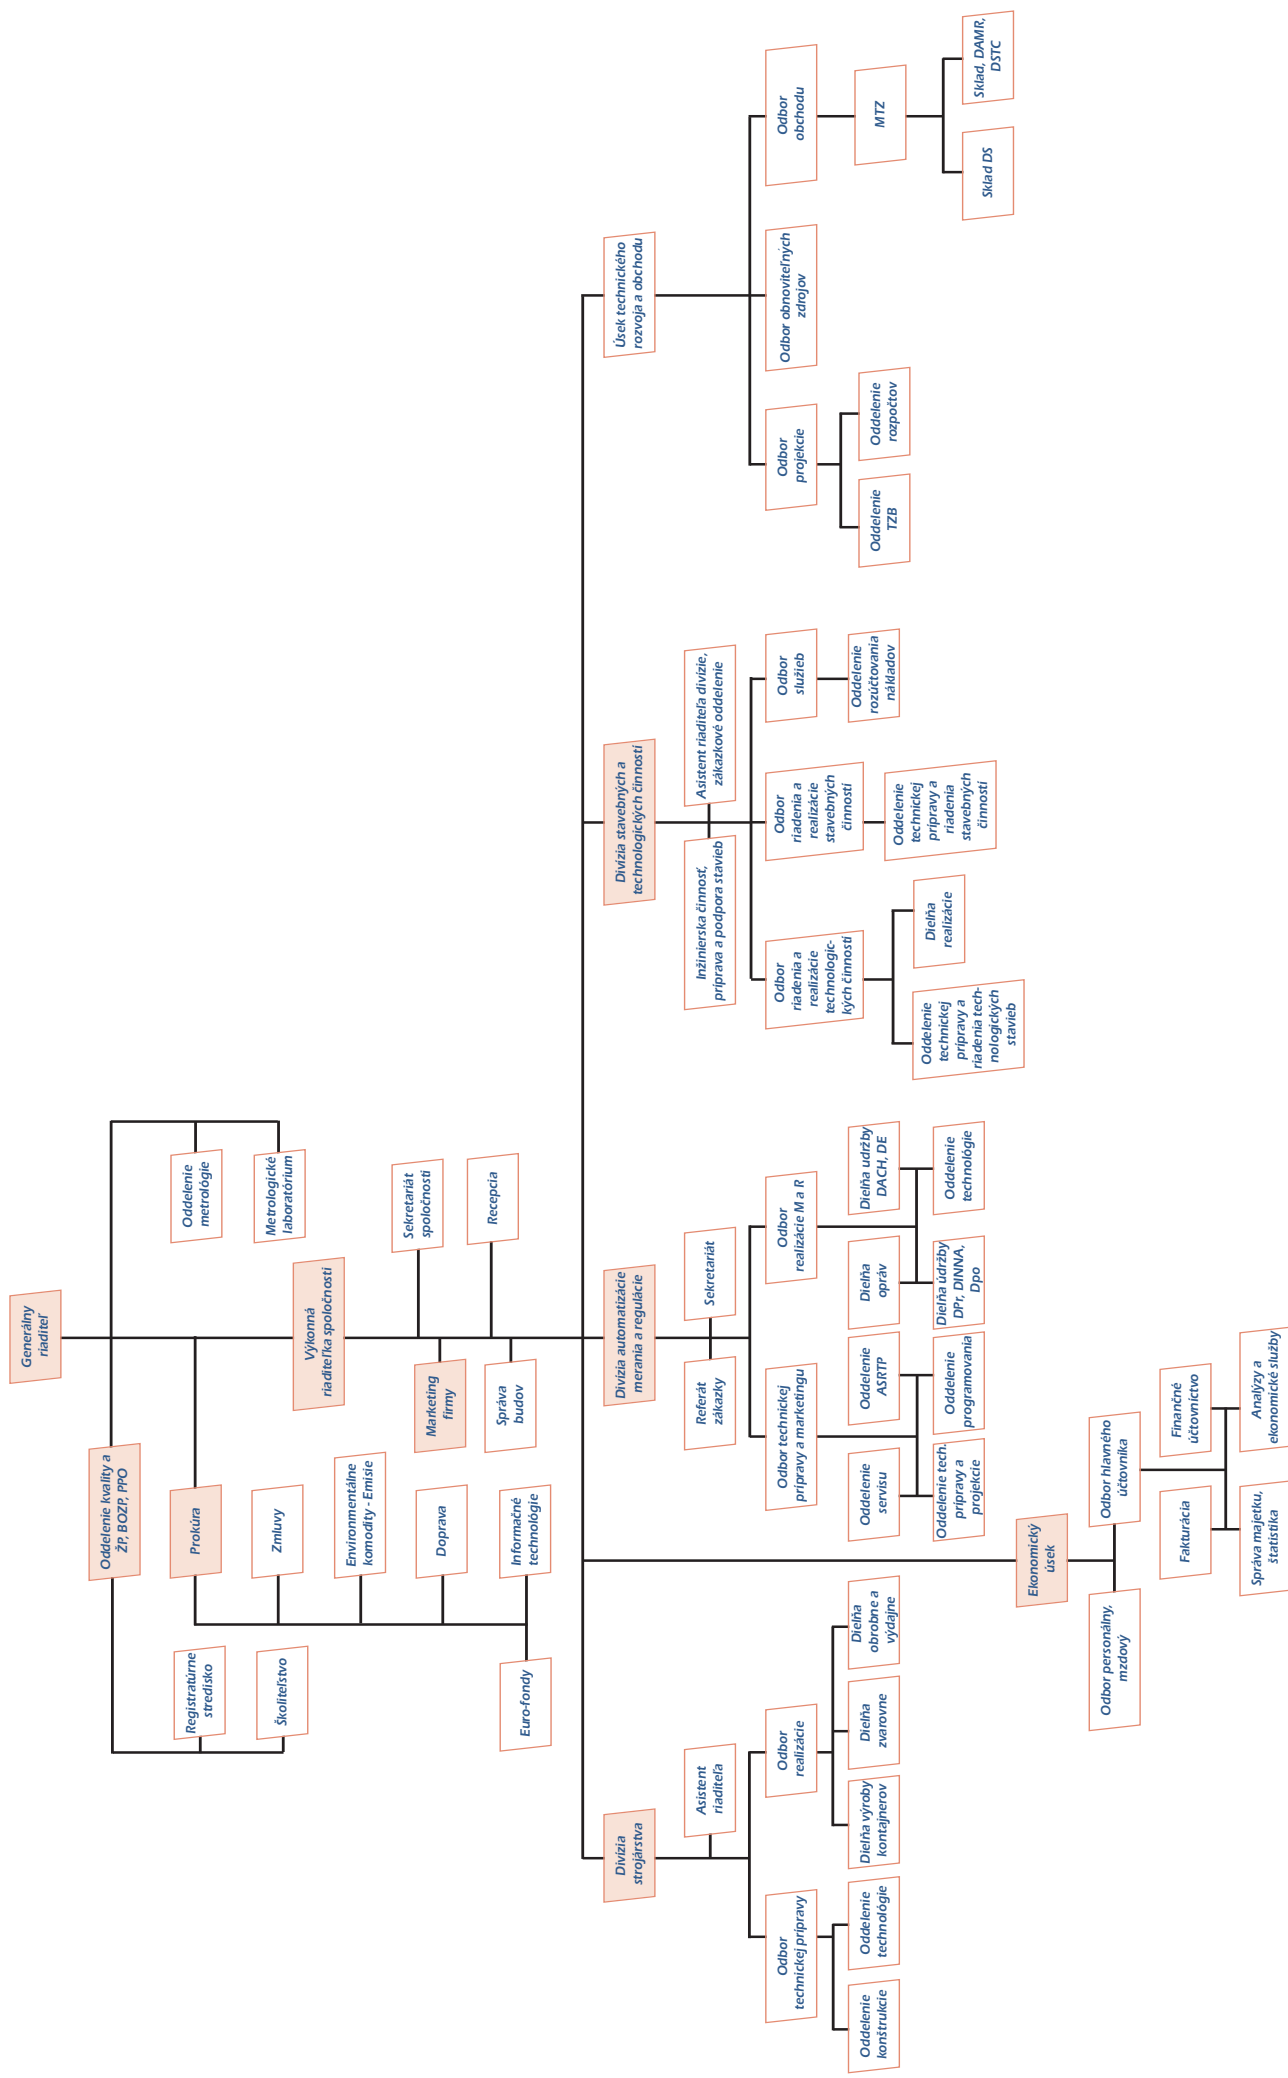 Generálny
riaditeľ
Oddelenie kvality a
ŽP, BOZP, PPO
Registratúrne
stredisko
Školiteľstvo
Oddelenie
metrológie
Metrologické
laboratórium
Prokúra
Zmluvy
Environmentálne
komodity - Emisie
Doprava
Informačné
technológie
Euro-fondy
Výkonná
riaditeľka spoločnosti
Sekretariát
spoločnosti
Marketing
firmy
Recepcia
Správa
budov
Divízia
strojárstva
Asistent
riaditeľa
Odbor
technickej prípravy
Oddelenie
konštrukcie
Oddelenie
technológie
Odbor
realizácie
Dielňa výroby
kontajnerov
Dielňa
zvarovne
Dielňa
obrobne a
výdajne
Ekonomický
úsek
Odbor personálny,
mzdový
Odbor hlavného
účtovníka
Fakturácia
Finančné
účtovníctvo
Správa majetku,
štatistika
Analýzy a
ekonomické služby
Divízia automatizácie
merania a regulácie
Referát
zákazky
Sekretariát
Odbor technickej
prípravy a marketingu
Oddelenie
servisu
Oddelenie
ASRTP
Oddelenie tech.
prípravy a
projekcie
Oddelenie
programovania
Odbor
realizácie M a R
Dielňa
opráv
Dielňa udržby
DACH, DE
Dielňa údržby
DPr, DINNA,
Dpo
Oddelenie
technológie
Divízia stavebných a
technologických činností
Inžinierska činnosť,
príprava a podpora stavieb
Asistent riaditeľa divízie,
zákazkové oddelenie
Odbor
riadenia a
realizácie
technologic-
kých činností
Oddelenie
technickej
prípravy a
riadenia tech-
nologických
stavieb
Dielňa
realizácie
Odbor
riadenia a
realizácie
stavebných
činností
Oddelenie
technickej
prípravy a
riadenia
stavebných
činností
Odbor
služieb
Oddelenie
rozúčtovania
nákladov
Úsek technického
rozvoja a obchodu
Odbor
projekcie
Oddelenie
TZB
Oddelenie
rozpočtov
Odbor obnoviteľných
zdrojov
Odbor
obchodu
MTZ
Sklad DS
Sklad, DAMR,
DSTC